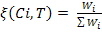 ξ(Ci,T) = Wi / ∑Wi